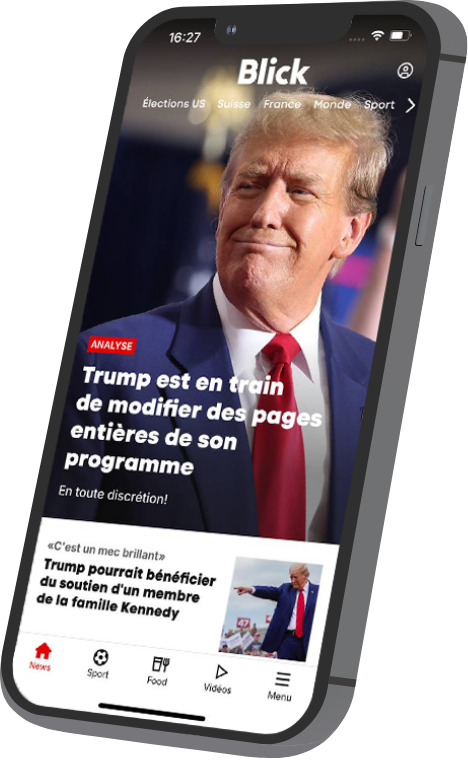 16:27
Blick
Élections US Suisse France Monde Sport
ANALYSE
Trump est en train
de modifier des pages
entières de son
programme
En toute discrétion!
«C'est un mec brillant»
Trump pourrait bénéficier
du soutien d'un membre
de la famille Kennedy
47
News Sport Food Vidéos Menu